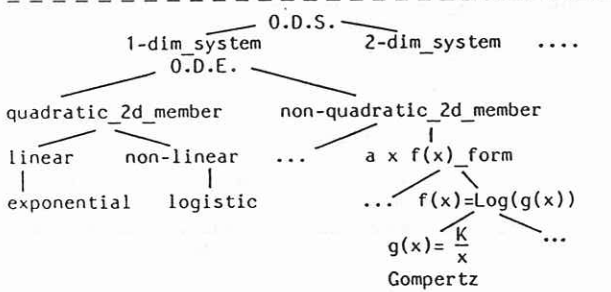 O.D.S.
1-dim_system 2-dim_system ....
O.D.E.
quadratic_2d_member non-quadratic_2d_member
linear non-linear ... a x f(x)_form
exponential logistic ... f(x)=Log(g(x))
g(x)= K/x ...
Gompertz